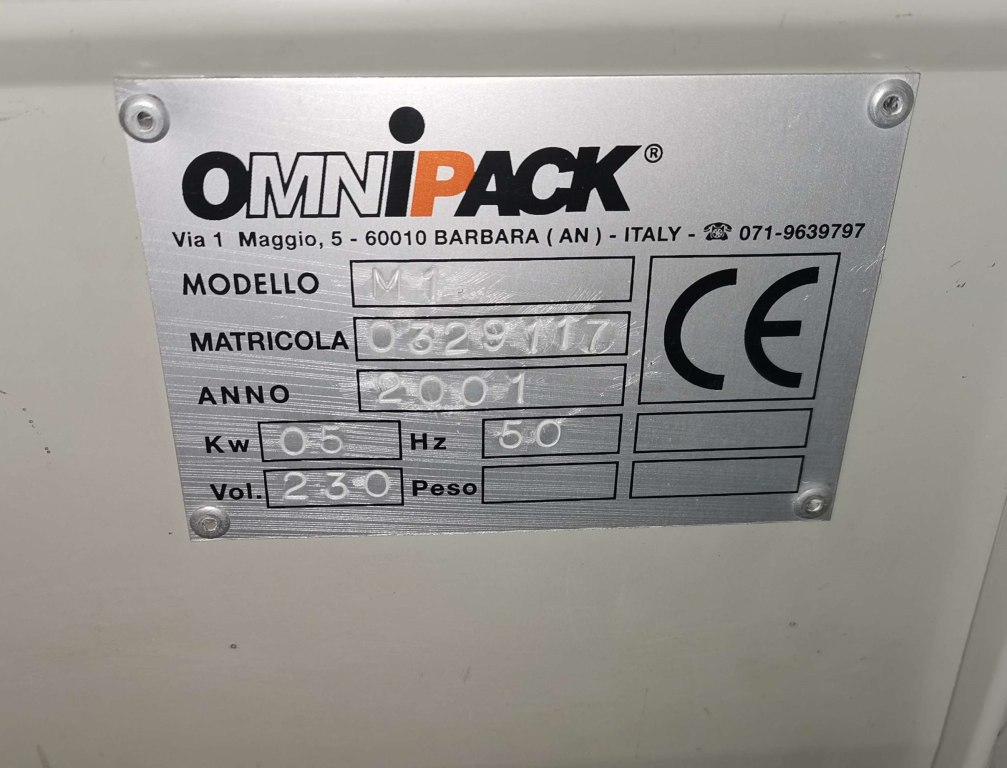 OMNiPACK®
Via 1 Maggio, 5 - 60010 BARBARA ( AN ) - ITALY - ☎ 071-9639797
MODELLO M1.
MATRICOLA 0329117
ANNO 2001
CE
Kw 05 Hz 50
Vol. 230 Peso